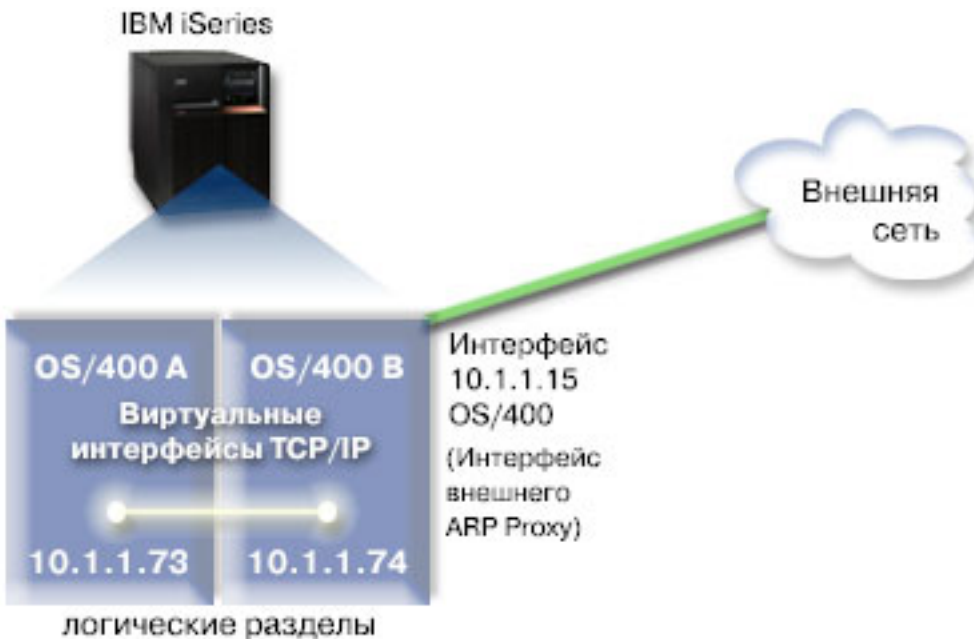 IBM iSeries
Внешняя
сеть
OS/400 A
OS/400 B
Виртуальные
интерфейсы TCP/IP
10.1.1.73
10.1.1.74
Интерфейс
10.1.1.15
OS/400
(Интерфейс
внешнего
ARP Proxy)
логические разделы